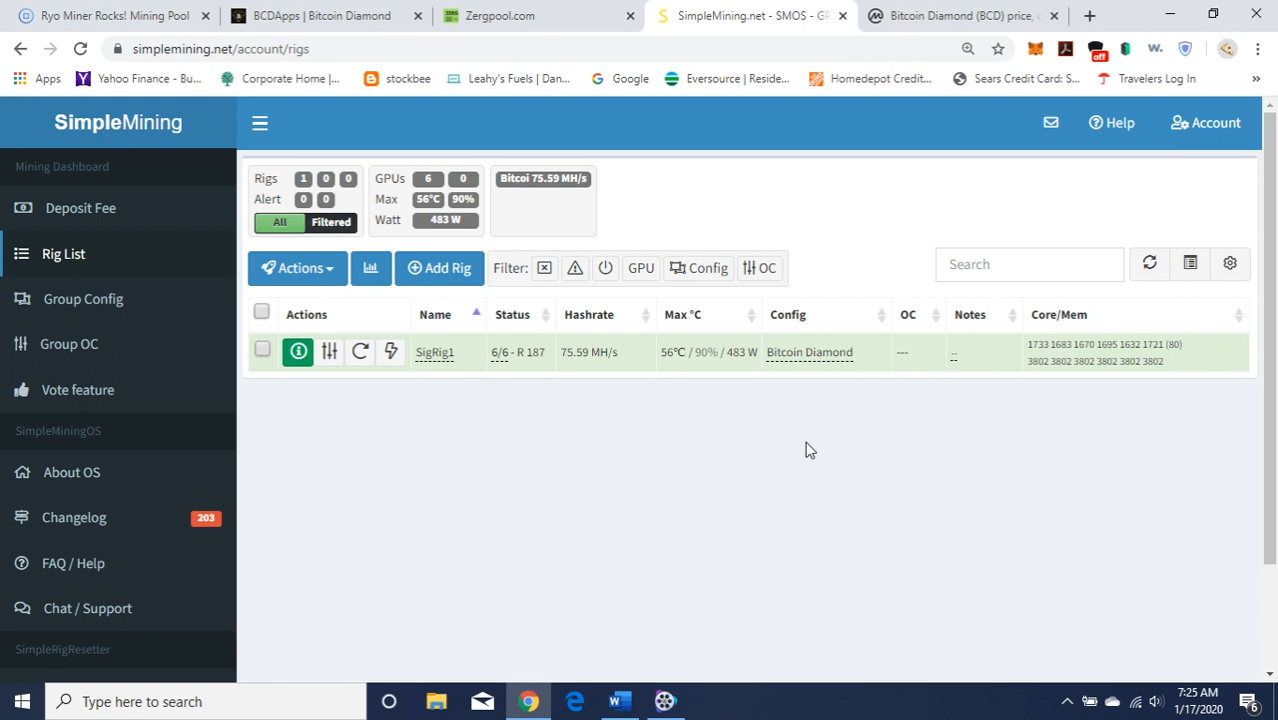 Ryo Miner Rocks! Mining Pool
BCDApps | Bitcoin Diamond
Zergpool.com
SimpleMining.net - SMOS - GP
Bitcoin Diamond (BCD) price, c
simplemining.net/account/rigs
Apps
Yahoo Finance - Bu...
Corporate Home |...
stockbee
Leahy's Fuels | Dan...
Google
Eversource | Reside...
Homedepot Credit...
Sears Credit Card: S...
Travelers Log In
»
off
SimpleMining
Help
Account
Mining Dashboard
Deposit Fee
Rig List
Group Config
Group OC
Vote feature
SimpleMiningOS
About OS
Changelog
203
FAQ / Help
Chat / Support
SimpleRigResetter
Rigs 1 0 0
Alert 0 0
All Filtered
GPUs 6 0
Max 56°C 90%
Watt 483 W
Bitcoi 75.59 MH/s
Actions
Add Rig
Filter:
GPU
Config
OC
Search
Actions Name Status Hashrate Max °C Config OC Notes Core/Mem
SigRig1 6/6 - R 187 75.59 MH/s 56°C / 90% / 483 W Bitcoin Diamond --- --
1733 1683 1670 1695 1632 1721 (80)
3802 3802 3802 3802 3802 3802
Type here to search
7:25 AM
1/17/2020
6